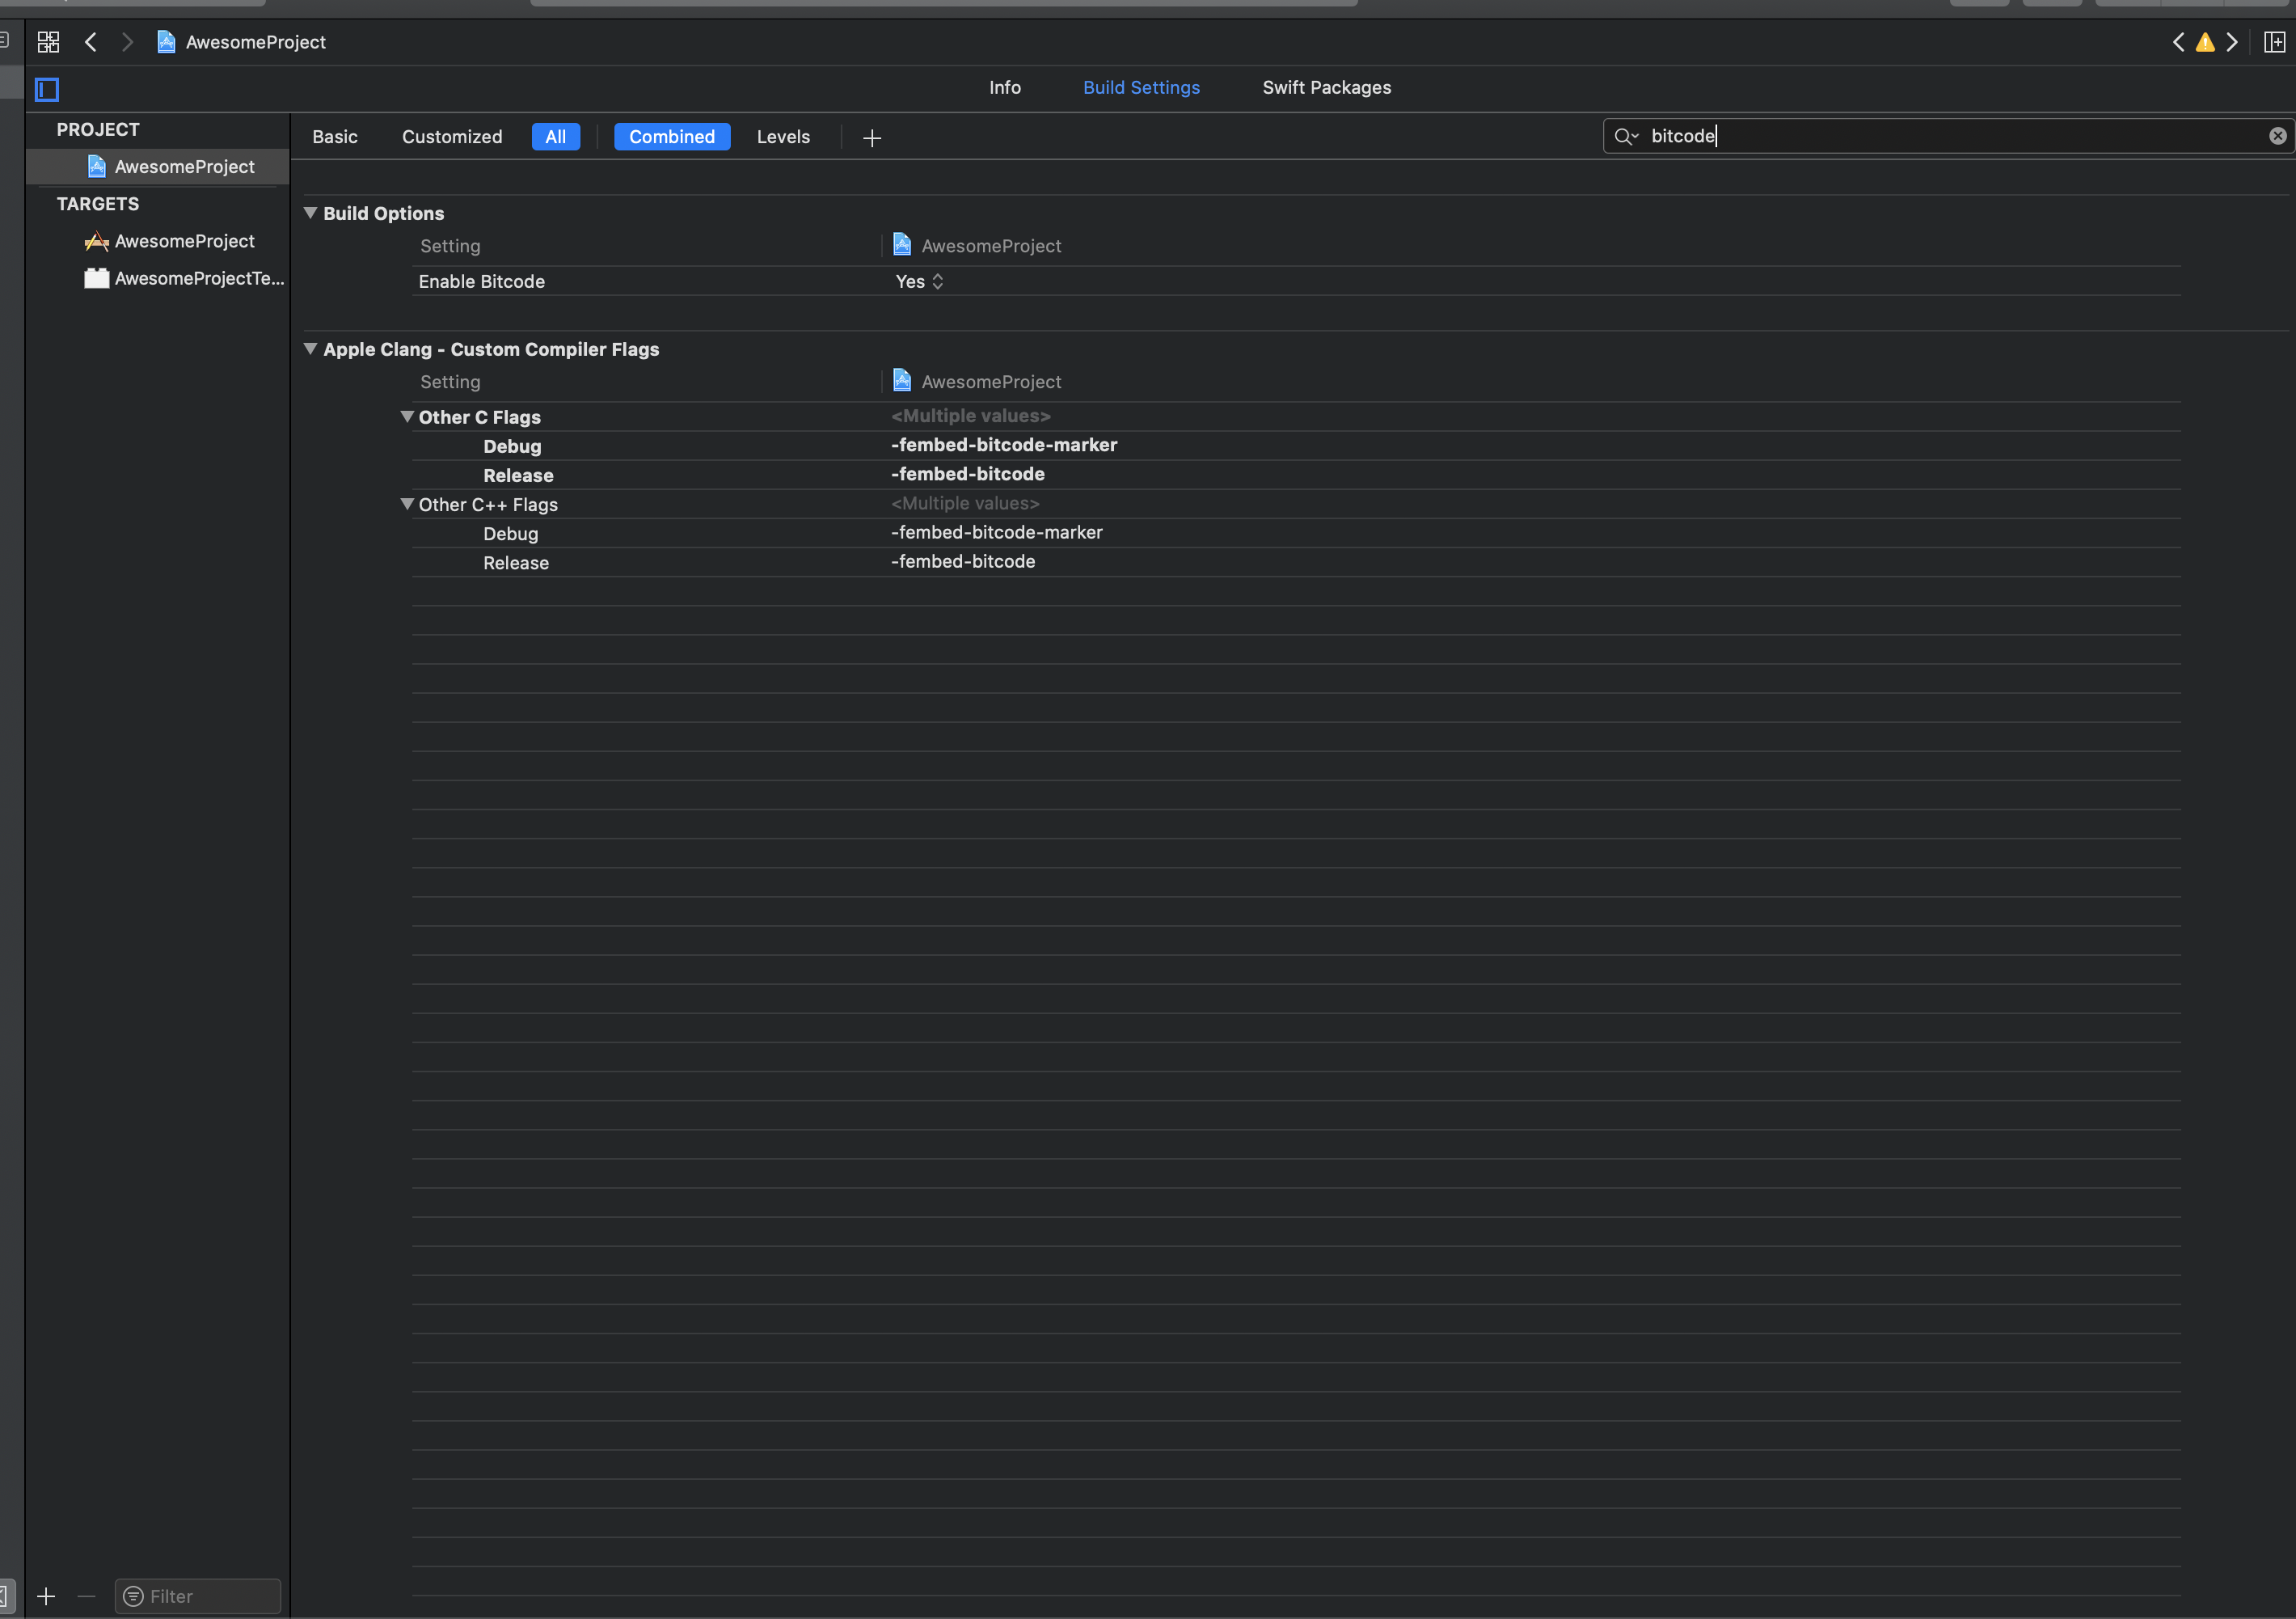 AwesomeProject
Info Build Settings Swift Packages
PROJECT
AwesomeProject
TARGETS
AwesomeProject
AwesomeProjectTe...
Basic Customized All Combined Levels bitcode
Build Options
Setting AwesomeProject
Enable Bitcode Yes
Apple Clang - Custom Compiler Flags
Setting AwesomeProject
Other C Flags <Multiple values>
Debug -fembed-bitcode-marker
Release -fembed-bitcode
Other C++ Flags <Multiple values>
Debug -fembed-bitcode-marker
Release -fembed-bitcode
Filter